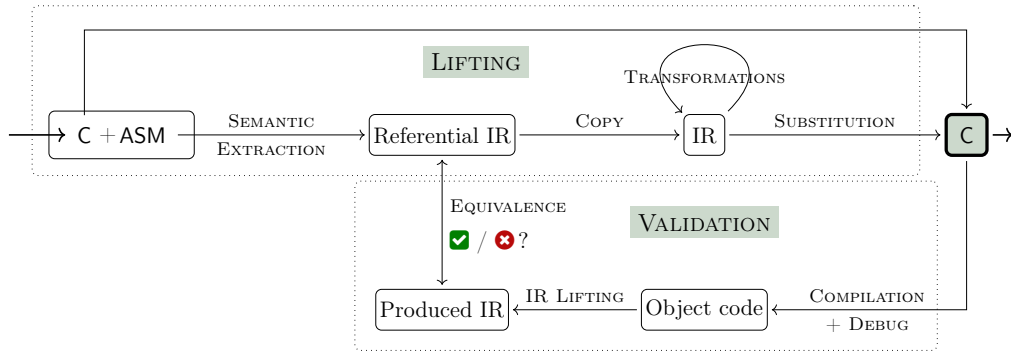 LIFTING
TRANSFORMATIONS
C + ASM
SEMANTIC
EXTRACTION
Referential IR
COPY
IR
SUBSTITUTION
C
EQUIVALENCE
/ ?
VALIDATION
Produced IR
IR LIFTING
Object code
COMPILATION
+ DEBUG